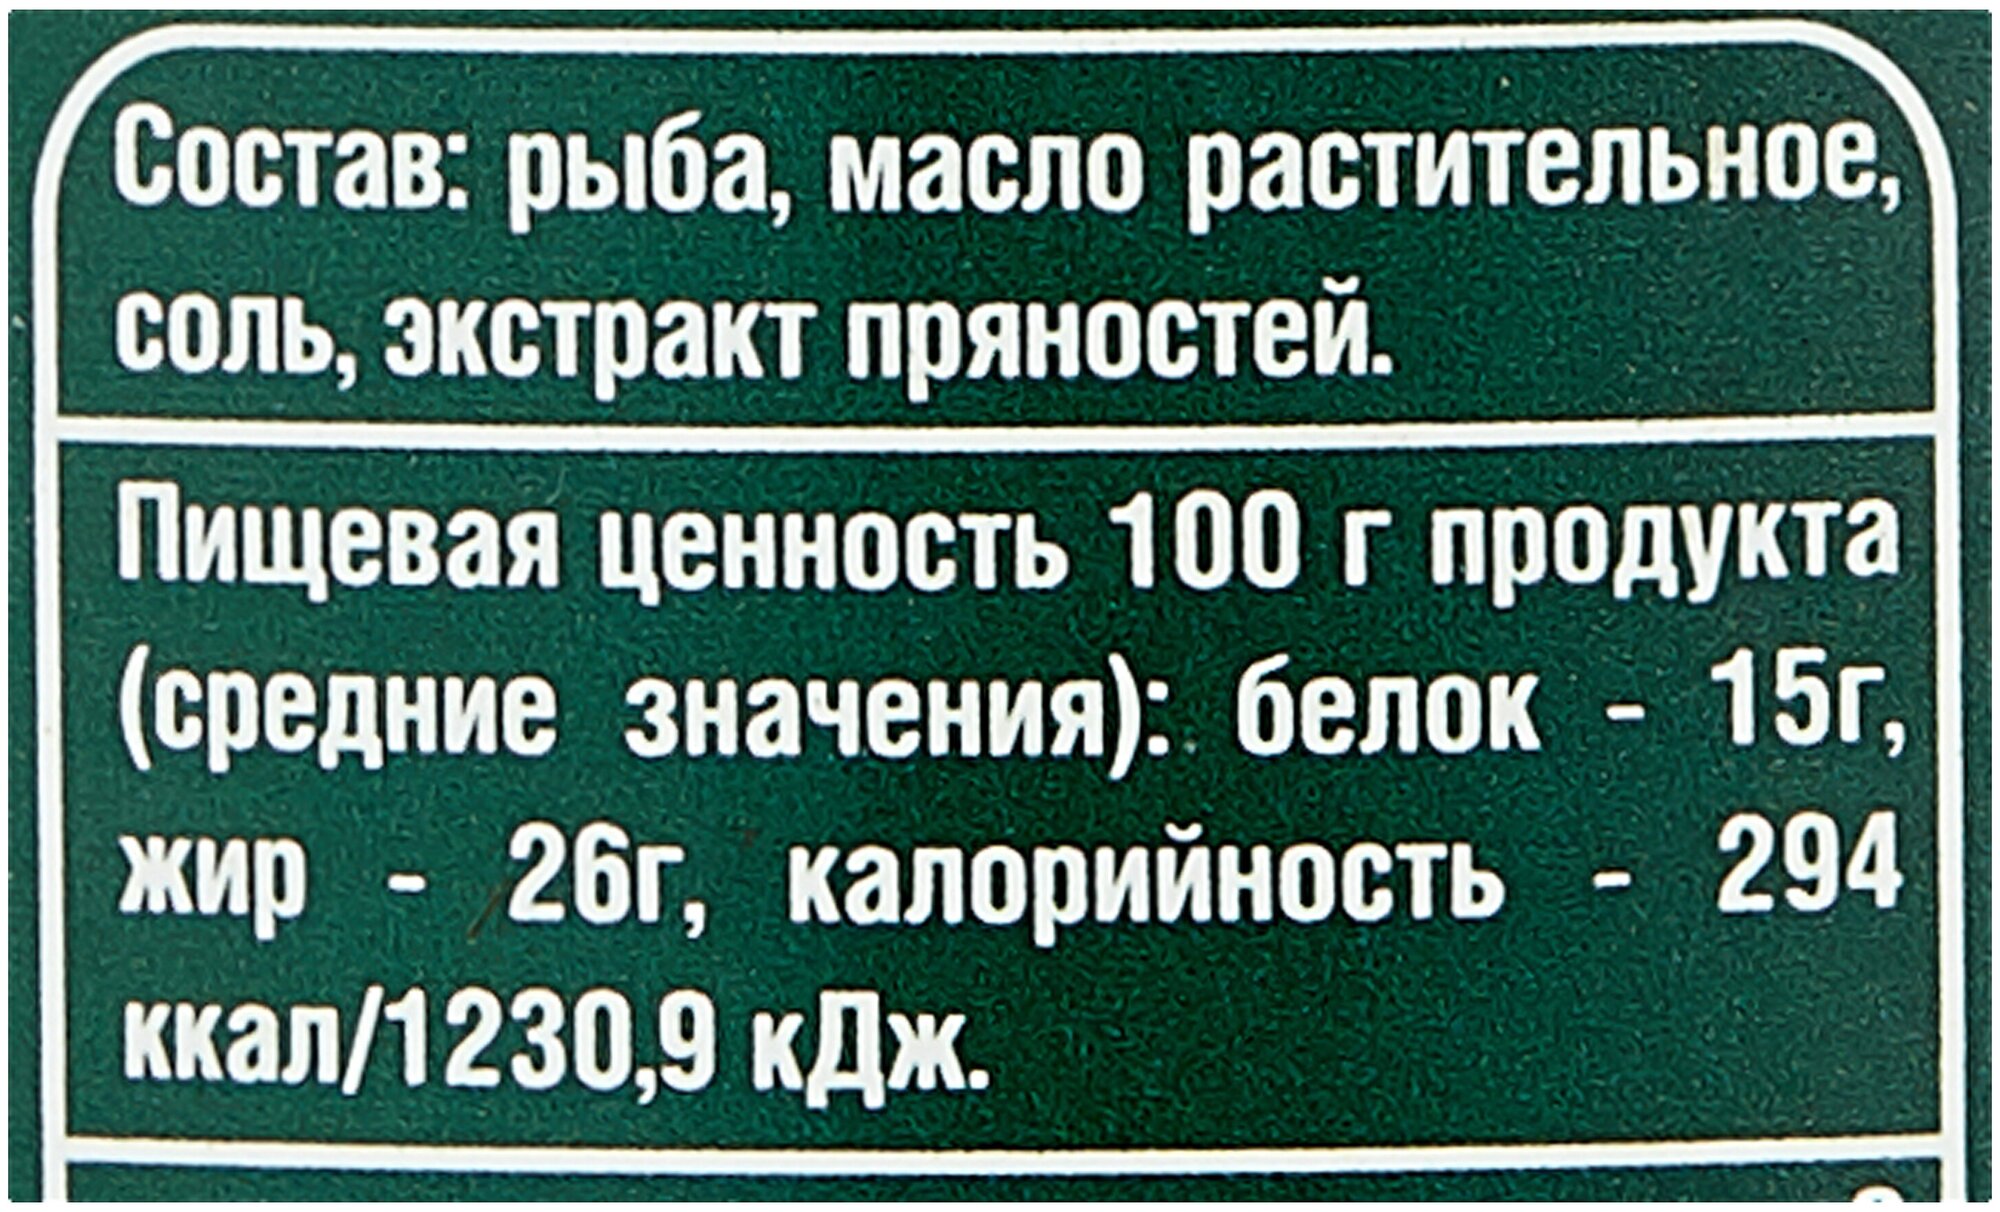 Состав: рыба, масло растительное,
соль, экстракт пряностей.
Пищевая ценность 100 г продукта
(средние значения): белок - 15г,
жир - 26г, калорийность - 294
ккал/1230,9 кДж.